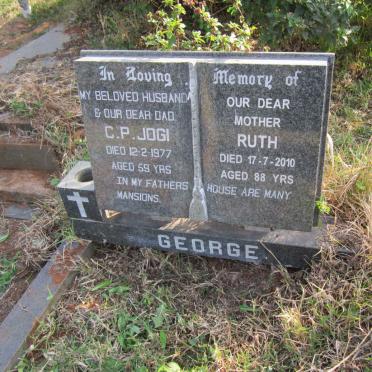 In Loving Memory of
MY BELOVED HUSBAND
& OUR DEAR DAD
C.P. JOGI
DIED 12-2-1977
AGED 59 YRS
IN MY FATHERS
MANSIONS.
OUR DEAR
MOTHER
RUTH
DIED 17-7-2010
AGED 88 YRS
HOUSE ARE MANY
GEORGE